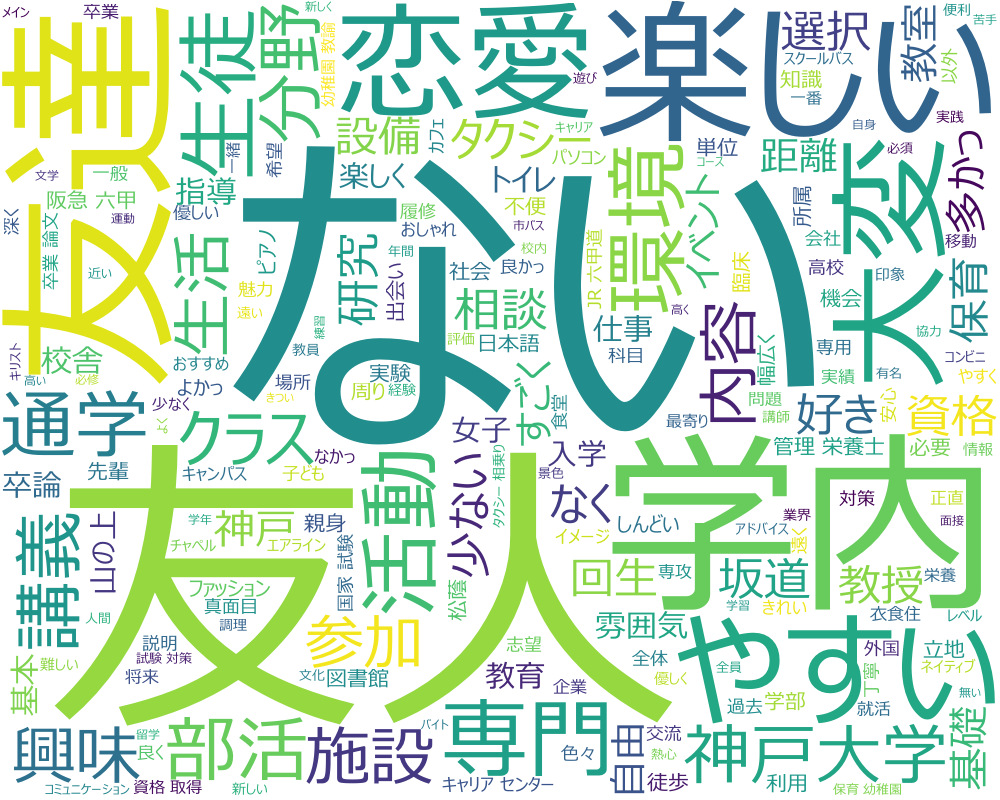 メイン
卒業
友達
生徒
分野
幼稚園 教諭
新しく
恋愛
遊び
楽しい
選択
スクールバス
知識
一番
教室
便利
苦手
以外
文学
一般
一緒
希望
設備
カフェ
タクシー
キャリア
パソコン
コース
単位
距離
自身
実践
必須
変
多かっ
阪急 六甲
深く
運動
優しい
指導
楽しく
トイレ
履修
不便
おしゃれ
市バス
環境
イベント
所属
会社
移動
卒業 論文
近い
生活
ピアノ
魅力
遠い
研究
年間
出会い
社会
校内
良かっ
JR 六甲道
臨床
高校
印象
大変
保育
ない
相談
高く
仕事
機会
協力
キリスト
校舎
高い
必修
おすすめ
教員
練習
評価
日本語
科目
内容
幅広く
専用
コンビニ
やすく
有名
実績
場所
実験
周り
経験
きつい
よかっ
少なく
よく
通学
クラス
すごく
食堂
最寄り
問題
講師
好き
安心
資格
女子
なかっ
先輩
卒論
キャンパス
子ども
活動
少ない
タクシー 相乗り
景色
入学
なく
管理 栄養士
必要
情報
講義
山の上
学年
神戸
親身
チャペル
エアライン
国家 試験
友人
しんどい
イメージ
アドバイス
業界
遠く
対策
正直
面接
学内
ファッション
真面目
調理
人間
松蔭
回生
専攻
坂道
教授
栄養
学習
きれい
衣食住
レベル
基本
難しい
説明
試験 対策
将来
参加
文化
図書館
志望
雰囲気
やすい
全員
外国
立地
ネイティブ
丁寧
無い
教育
企業
全体
優しく
過去
学部
就活
興味
留学
良く
部活
施設
バイト
専門
色々
自由
交流
熱心
徒歩
神戸大学
利用
基礎
コミュニケーション
資格 取得
新しい
キャリア センター
保育 幼稚園